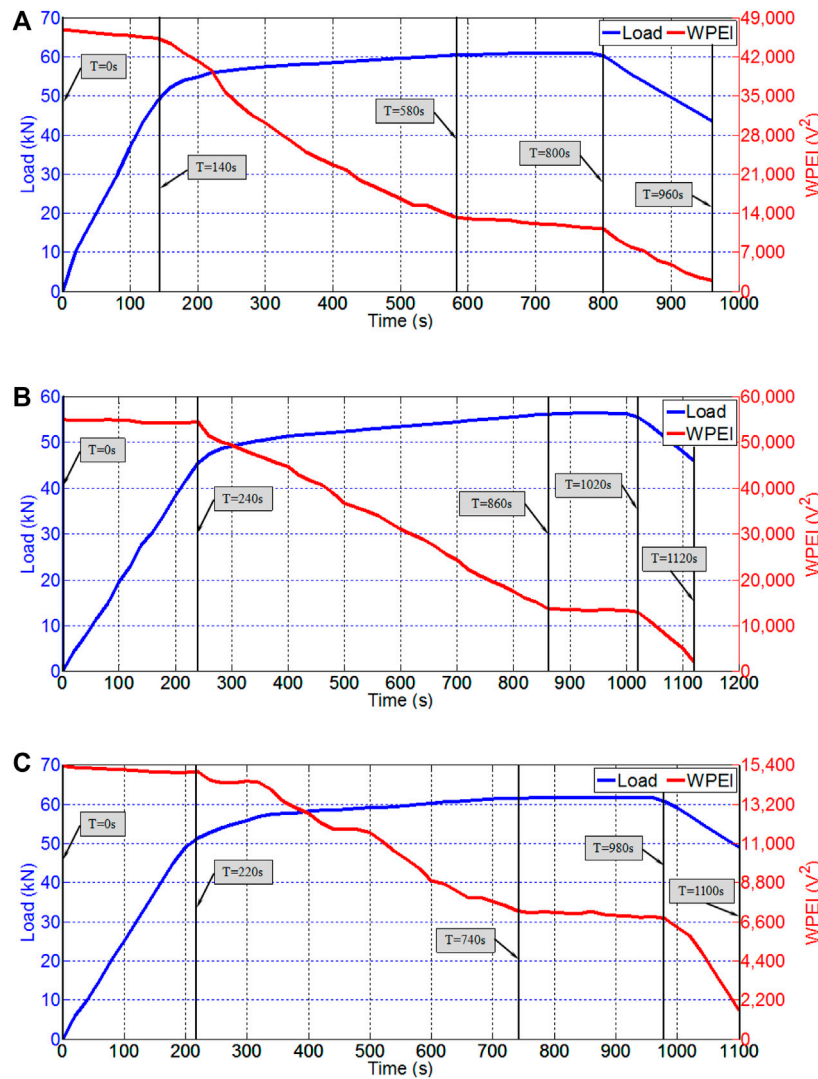 A
70
60
50
40
30
20
10
0
Load (kN)
Load WPEI
T=0s
T=140s
T=580s
T=800s
T=960s
49,000
42,000
35,000
28,000
21,000
14,000
7,000
0
WPEI (V²)
0 100 200 300 400 500 600 700 800 900 1000
Time (s)
B
60
50
40
30
20
10
0
Load (kN)
Load
WPEI
T=0s
T=240s
T=860s
T=1020s
T=1120s
60,000
50,000
40,000
30,000
20,000
10,000
0
WPEI (V²)
0 100 200 300 400 500 600 700 800 900 1000 1100 1200
Time (s)
C
70
60
50
40
30
20
10
0
Load (kN)
Load WPEI
T=0s
T=220s
T=740s
T=980s
T=1100s
15,400
13,200
11,000
8,800
6,600
4,400
2,200
0
WPEI (V²)
0 100 200 300 400 500 600 700 800 900 1000 1100
Time (s)